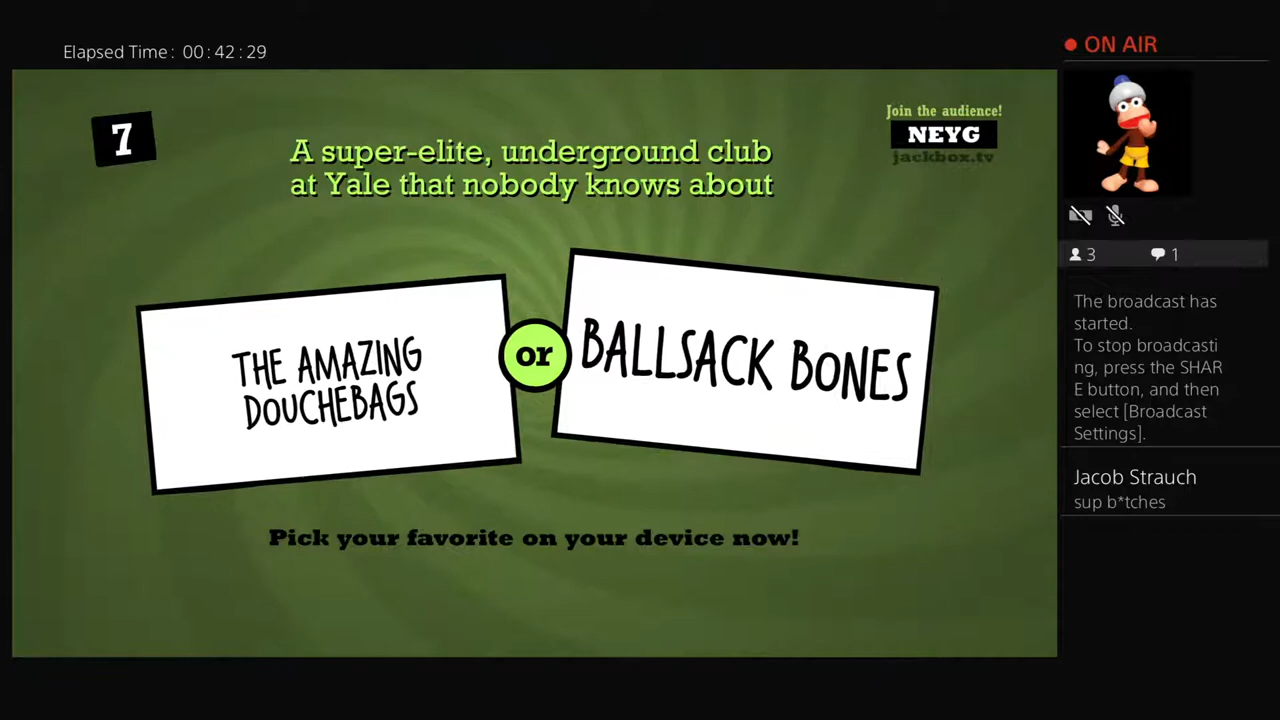 Elapsed Time: 00:42:29
ON AIR
7
Join the audience!
NEYG
jackbox.tv
A super-elite, underground club
at Yale that nobody knows about
THE AMAZING
DOUCHEBAGS
or
BALLSACK BONES
Pick your favorite on your device now!
3
1
The broadcast has
started.
To stop broadcasti
ng, press the SHAR
E button, and then
select [Broadcast
Settings].
Jacob Strauch
sup b*tches